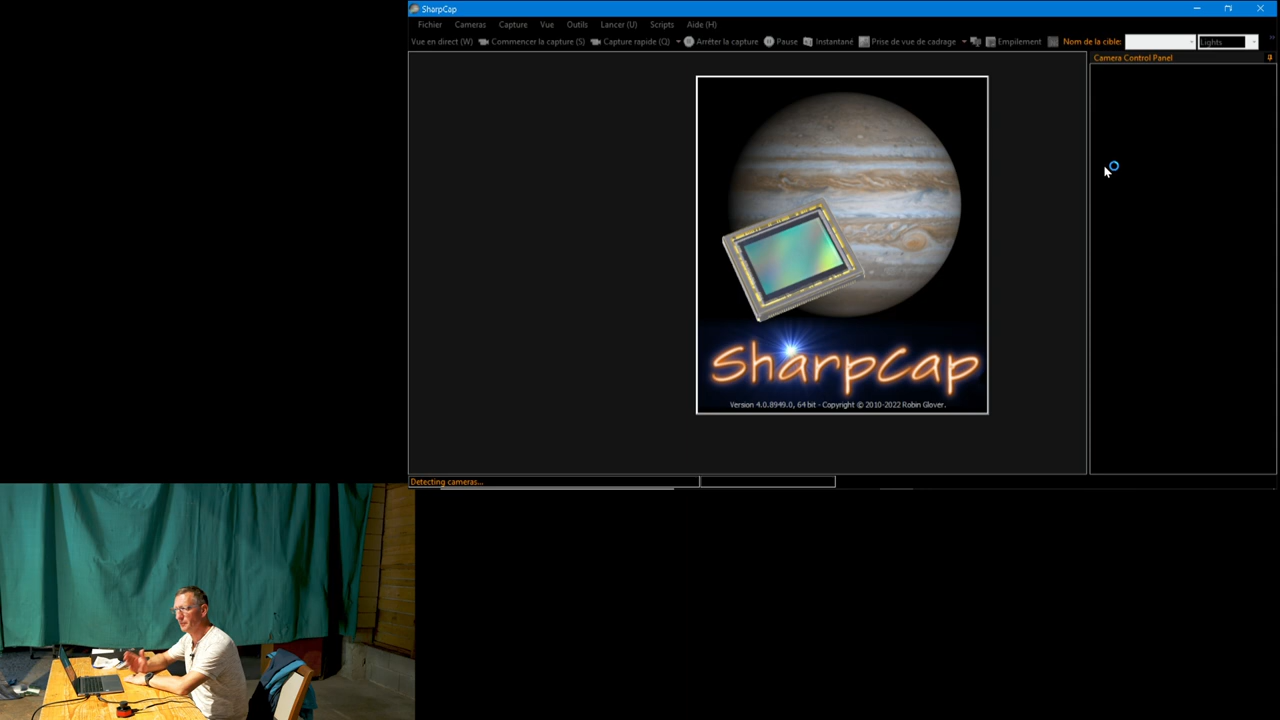 SharpCap
Fichier Cameras Capture Vue Outils Lancer (U) Scripts Aide (H)
Vue en direct (W) Commencer la capture (S) Capture rapide (Q) Arrêter la capture Pause Instantané Prise de vue de cadrage Empilement Nom de la cible: Lights
Camera Control Panel
SharpCap
Version 4.0.8949.0, 64 bit - Copyright © 2010-2022 Robin Glover.
Detecting cameras...